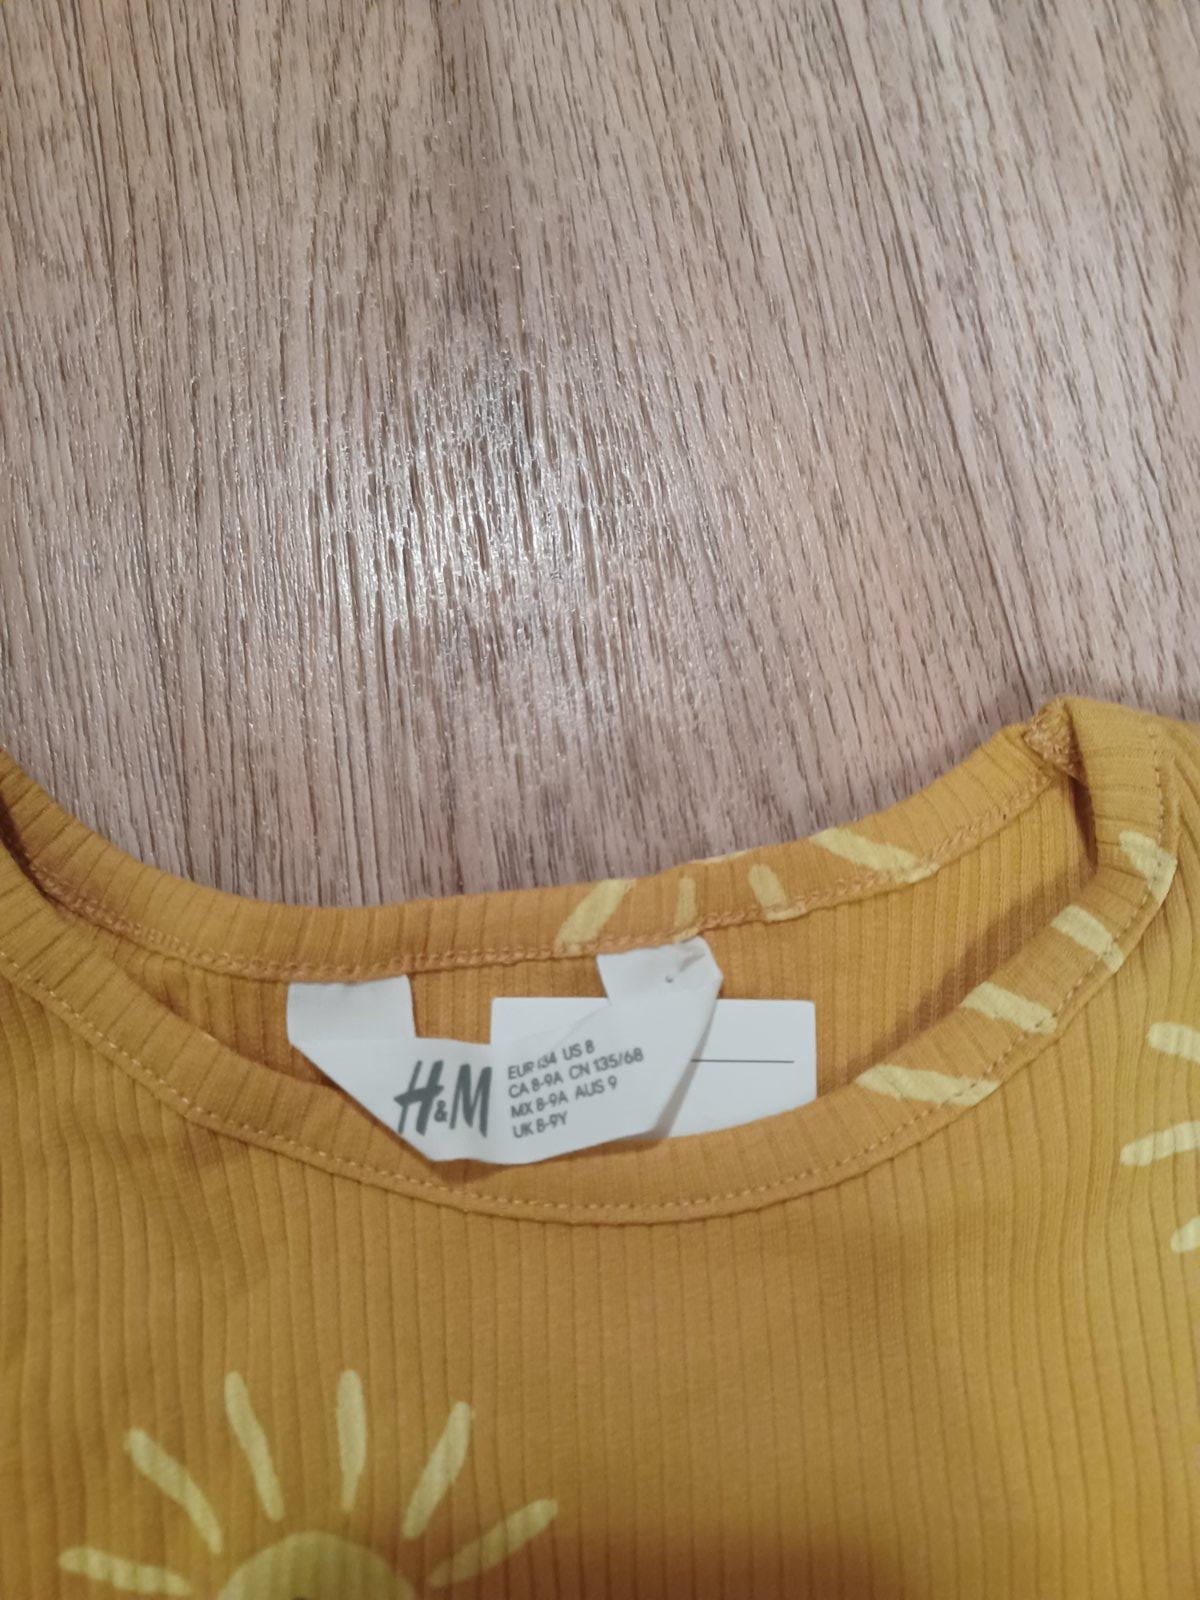 H&M
EUR 134 US 8
CA 8-9A CN 135/68
MX 8-9A AUS 9
UK 8-9Y